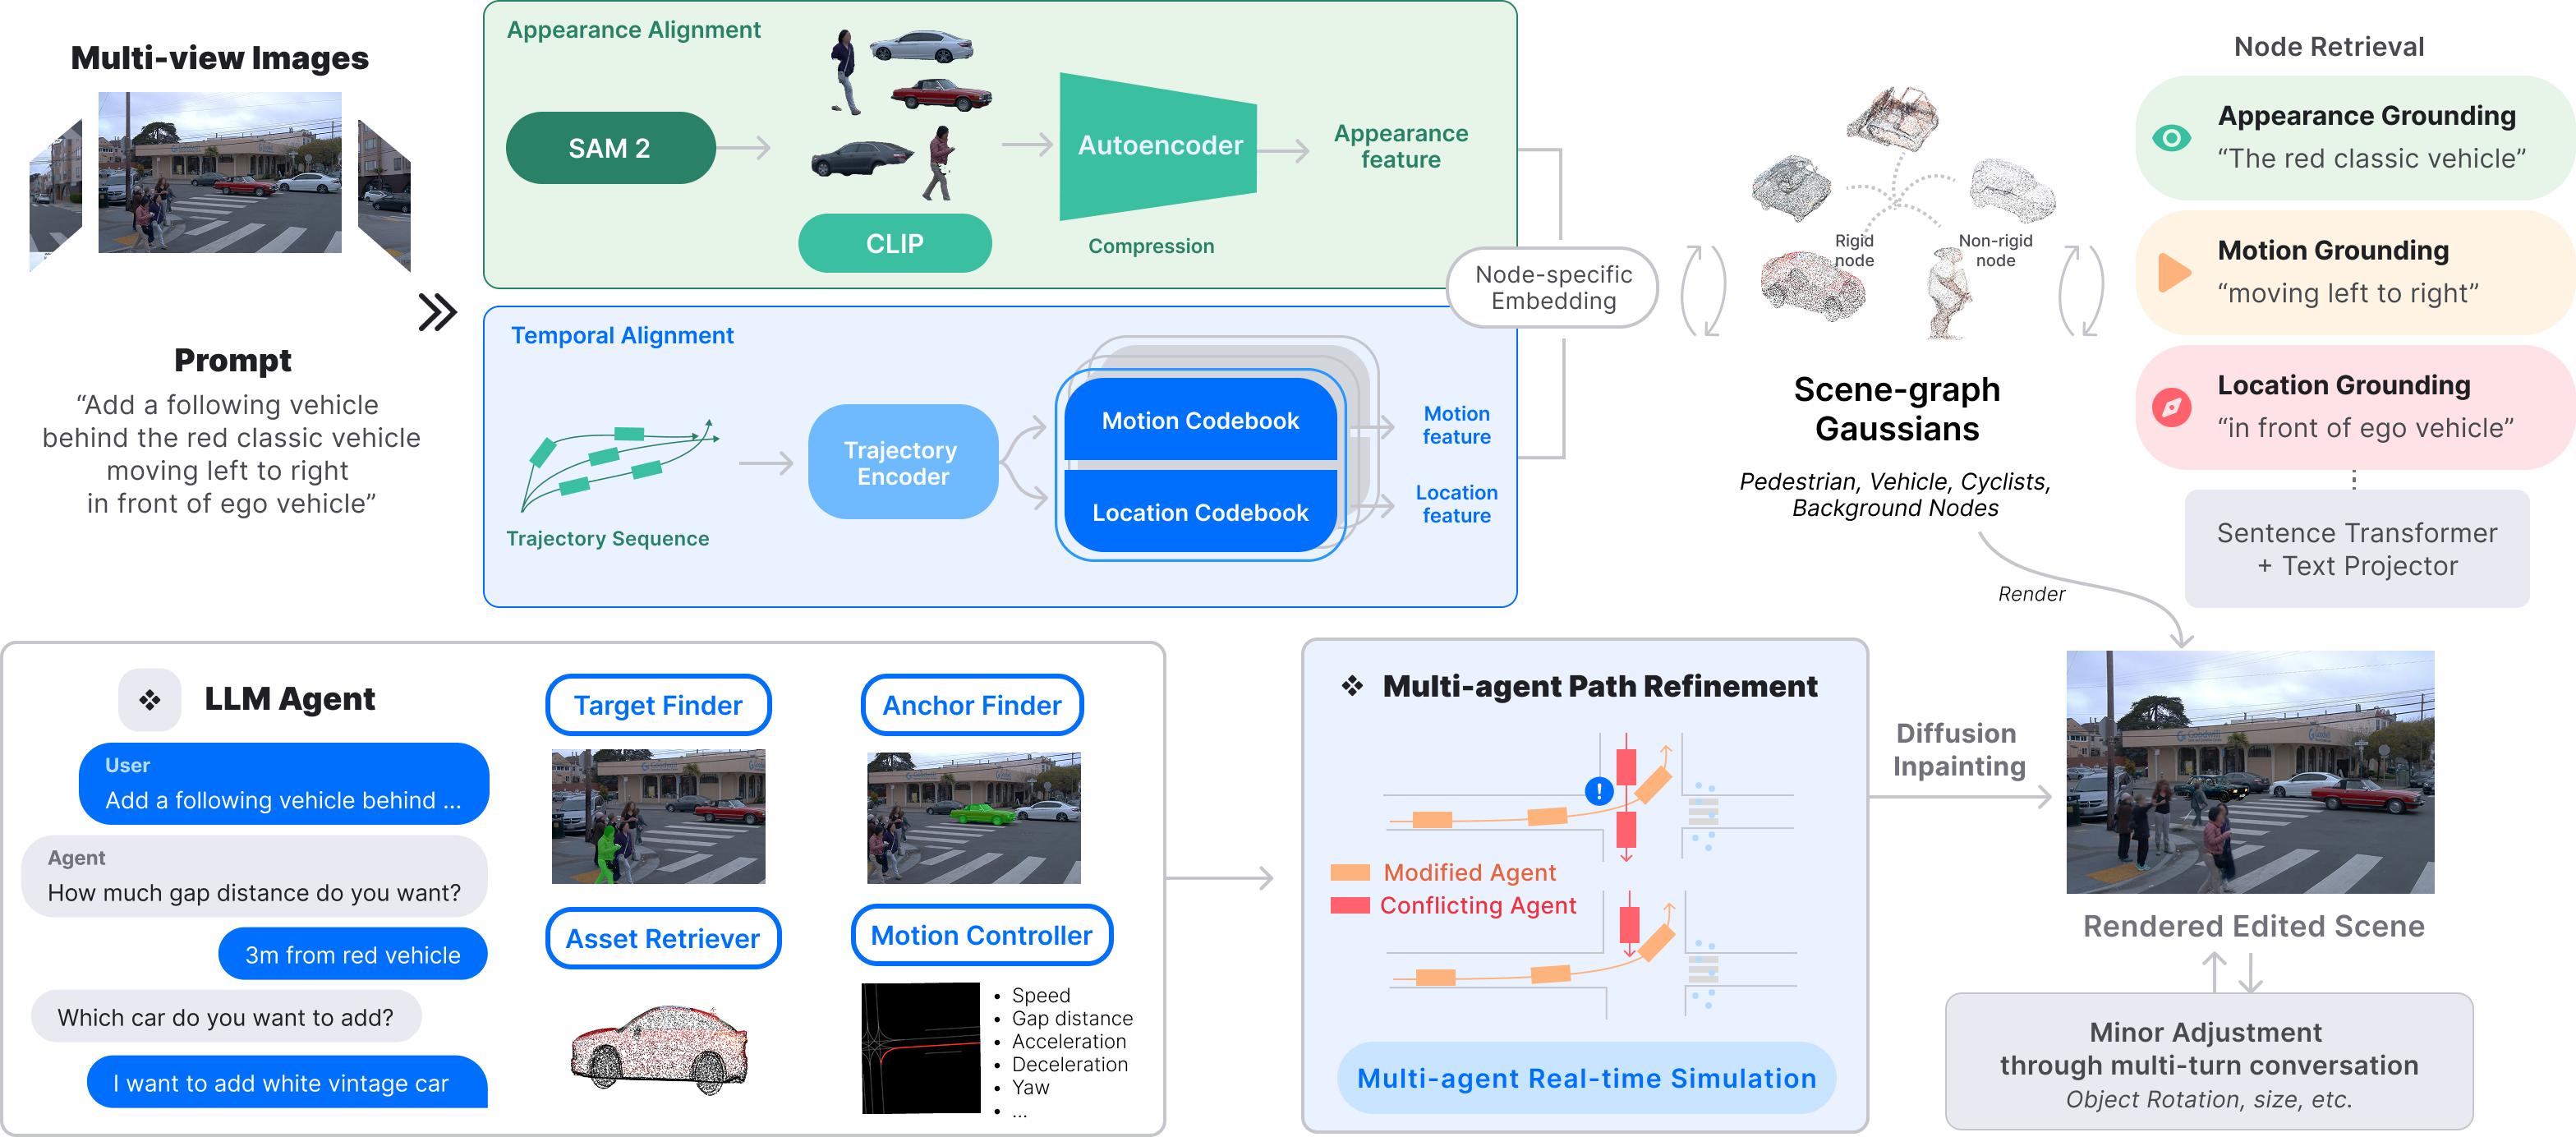 Multi-view Images
Prompt
“Add a following vehicle
behind the red classic vehicle
moving left to right
in front of ego vehicle”
Appearance Alignment
SAM 2
CLIP
Autoencoder
Compression
Appearance
feature
Temporal Alignment
Trajectory Sequence
Trajectory
Encoder
Motion Codebook
Location Codebook
Motion
feature
Location
feature
Node-specific
Embedding
Rigid
node
Non-rigid
node
Scene-graph
Gaussians
Pedestrian, Vehicle, Cyclists,
Background Nodes
Render
Node Retrieval
Appearance Grounding
“The red classic vehicle”
Motion Grounding
“moving left to right”
Location Grounding
“in front of ego vehicle”
Sentence Transformer
+ Text Projector
LLM Agent
User
Add a following vehicle behind ...
Agent
How much gap distance do you want?
3m from red vehicle
Which car do you want to add?
I want to add white vintage car
Target Finder
Anchor Finder
Asset Retriever
Motion Controller
• Speed
• Gap distance
• Acceleration
• Deceleration
• Yaw
• ...
Multi-agent Path Refinement
!
Modified Agent
Conflicting Agent
Multi-agent Real-time Simulation
Diffusion
Inpainting
Rendered Edited Scene
Minor Adjustment
through multi-turn conversation
Object Rotation, size, etc.